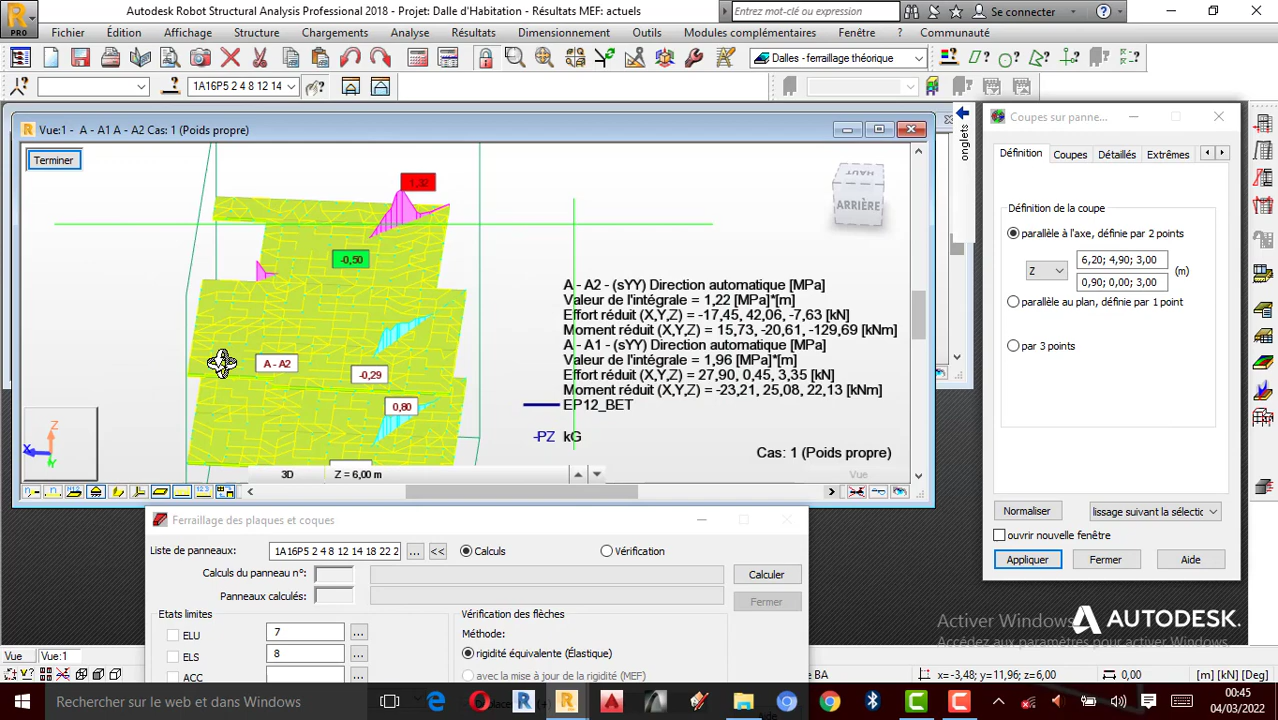 Autodesk Robot Structural Analysis Professional 2018 - Projet: Dalle d'Habitation - Résultats MEF: actuels
Entrez mot-clé ou expression
Se connecter
PRO
Fichier Edition Affichage Structure Chargements Analyse Résultats Dimensionnement Outils Modules complémentaires Fenêtre ? Communauté
Dalles - ferraillage théorique
1A16P5 2 4 8 12 14
Vue:1 - A - A1 A - A2 Cas: 1 (Poids propre)
Terminer
1,32
HAUT
ARRIÈRE
-0,50
A - A2 - (sYY) Direction automatique [MPa]
Valeur de l'intégrale = 1,22 [MPa]*[m]
Effort réduit (X,Y,Z) = -17,45, 42,06, -7,63 [kN]
Moment réduit (X,Y,Z) = 15,73, -20,61, -129,69 [kNm]
A - A1 - (sYY) Direction automatique [MPa]
Valeur de l'intégrale = 1,96 [MPa]*[m]
Effort réduit (X,Y,Z) = 27,90, 0,45, 3,35 [kN]
Moment réduit (X,Y,Z) = -23,21, 25,08, 22,13 [kNm]
EP12_BET
-PZ kG
Cas: 1 (Poids propre)
A - A2
-0,29
0,80
Z
X
Y
3D
Z = 6,00 m
Vue
onglets
Coupes sur panne...
Définition Coupes Détaillés Extrêmes
Définition de la coupe
parallèle à l'axe, définie par 2 points
Z
6,20; 4,90; 3,00
0,90; 0,00; 3,00
(m)
parallèle au plan, définie par 1 point
par 3 points
Normaliser
lissage suivant la sélectic
ouvrir nouvelle fenêtre
Appliquer
Fermer
Aide
Ferraillage des plaques et coques
Liste de panneaux:
1A16P5 2 4 8 12 14 18 22 2
...
<<
Calculs
Vérification
Calculs du panneau n°:
Calculer
Panneaux calculés:
Fermer
Etats limites
ELU
7
...
ELS
8
...
ACC
Vérification des flèches
Méthode:
rigidité équivalente (Élastique)
avec la mise à jour de la rigidité (MEF)
Activer Windows
Accédez aux paramètres pour activer Windows.
AUTODESK.
Vue
Vue:1
BA
x=-3,48; y=11,96; z=6,00
0,00
[m] [kN] [Deg]
Rechercher sur le web et dans Windows
Aide
00:45
04/03/2022